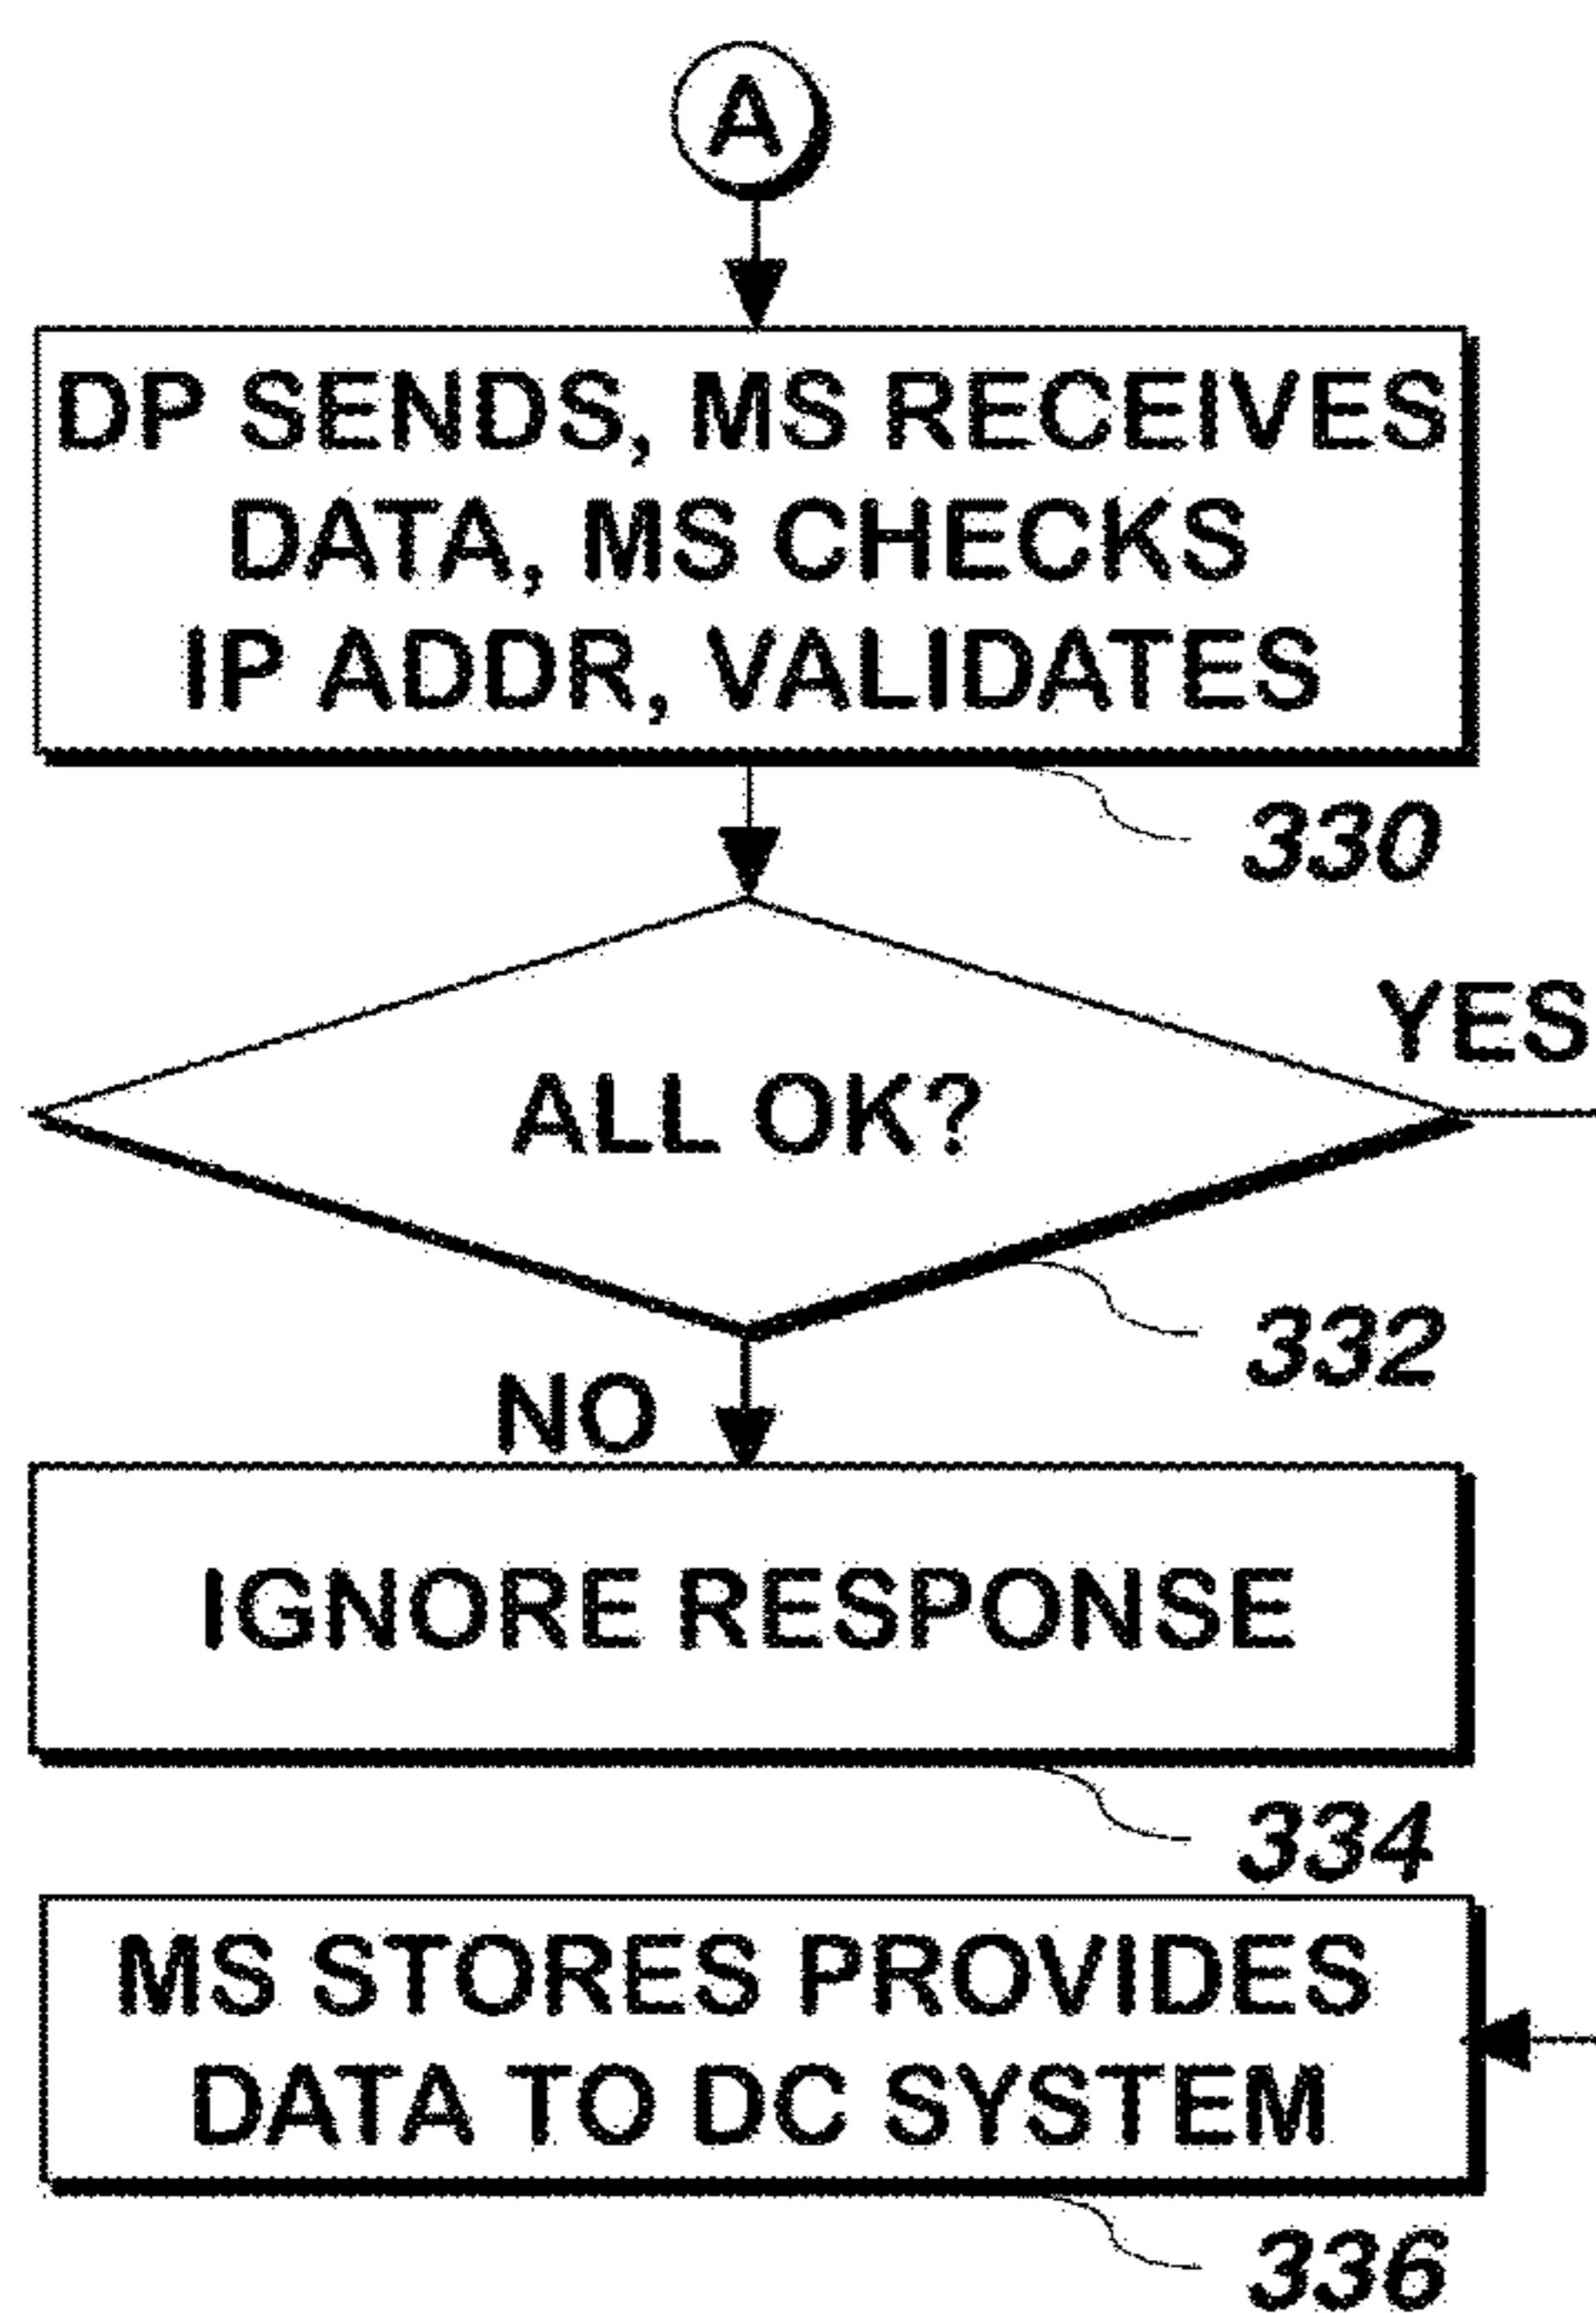 A
DP SENDS, MS RECEIVES
DATA, MS CHECKS
IP ADDR, VALIDATES
330
YES
ALL OK?
332
NO
IGNORE RESPONSE
334
MS STORES PROVIDES
DATA TO DC SYSTEM
336